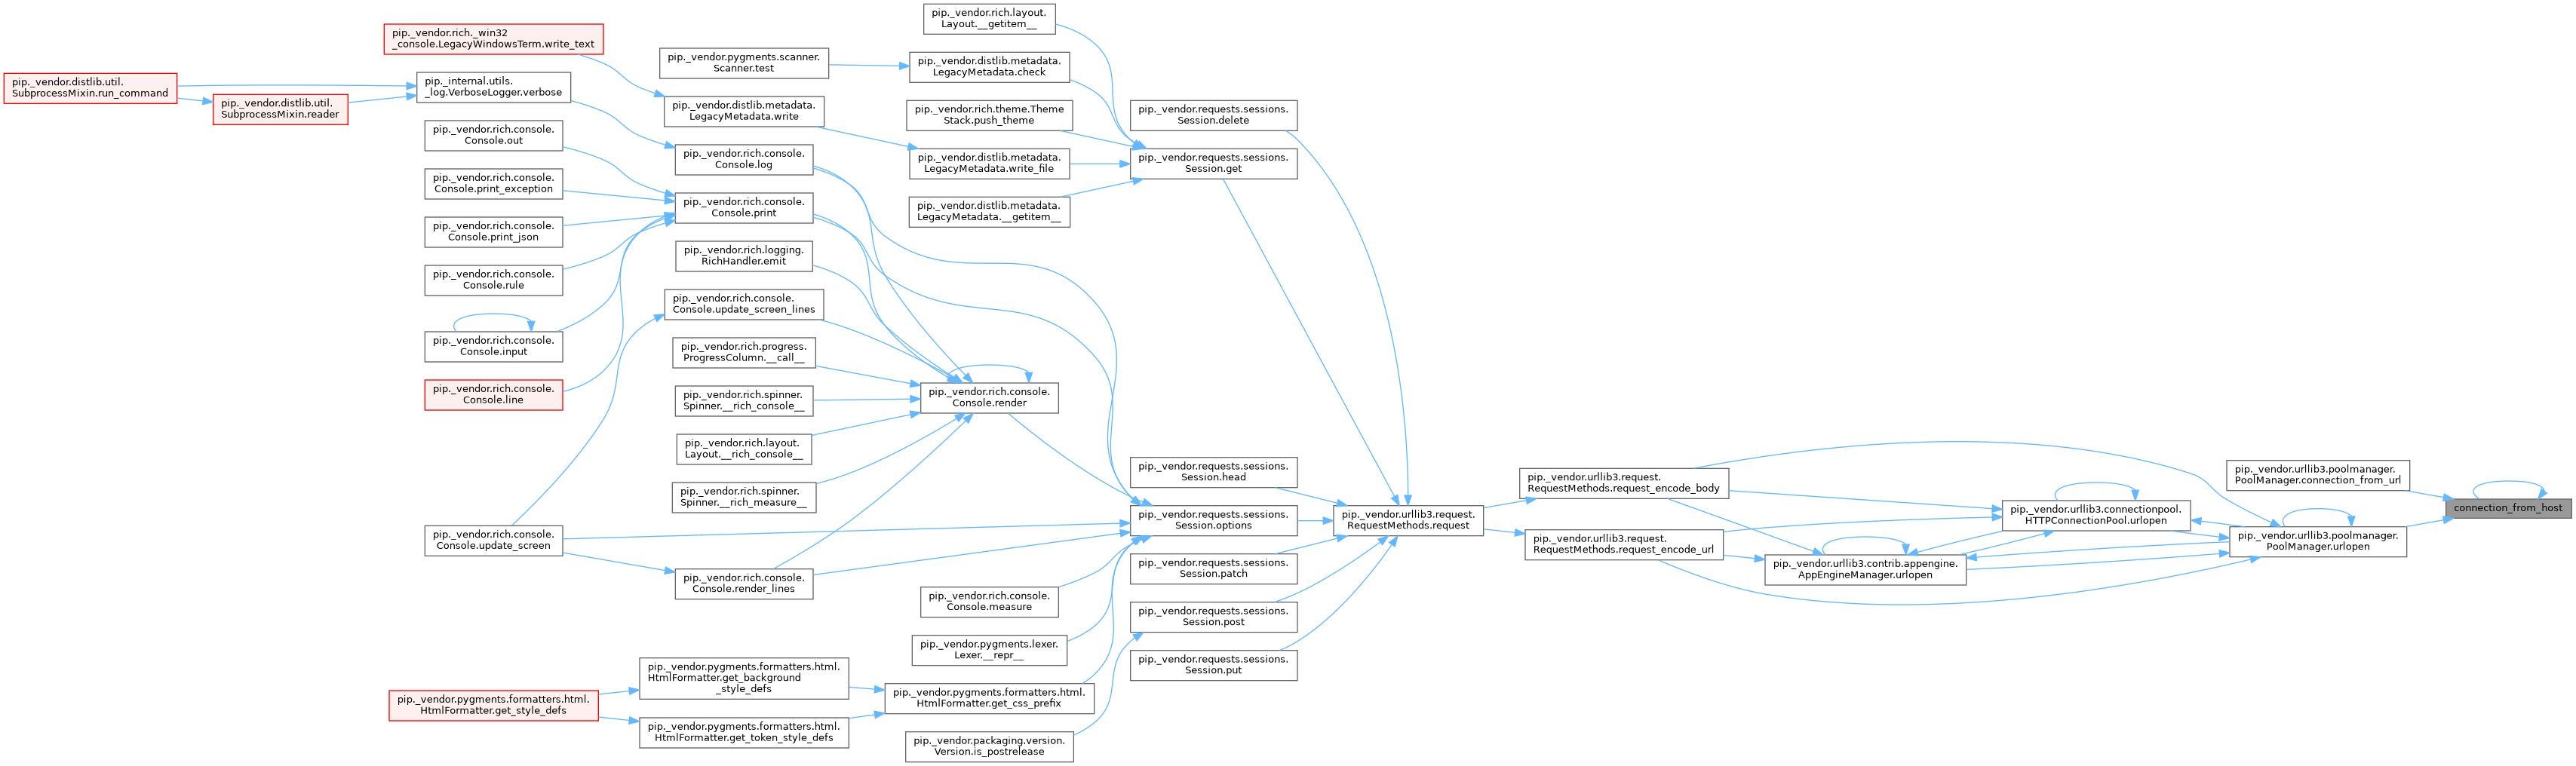 pip._vendor.distlib.util.
SubprocessMixin.run_command
pip._vendor.distlib.util.
SubprocessMixin.reader
pip._vendor.rich._win32
_console.LegacyWindowsTerm.write_text
pip._internal.utils.
_log.VerboseLogger.verbose
pip._vendor.rich.console.
Console.out
pip._vendor.rich.console.
Console.print_exception
pip._vendor.rich.console.
Console.print_json
pip._vendor.rich.console.
Console.rule
pip._vendor.rich.console.
Console.input
pip._vendor.rich.console.
Console.line
pip._vendor.rich.console.
Console.update_screen
pip._vendor.pygments.formatters.html.
HtmlFormatter.get_style_defs
pip._vendor.pygments.scanner.
Scanner.test
pip._vendor.distlib.metadata.
LegacyMetadata.write
pip._vendor.rich.console.
Console.log
pip._vendor.rich.console.
Console.print
pip._vendor.rich.logging.
RichHandler.emit
pip._vendor.rich.console.
Console.update_screen_lines
pip._vendor.rich.progress.
ProgressColumn.__call__
pip._vendor.rich.spinner.
Spinner.__rich_console__
pip._vendor.rich.layout.
Layout.__rich_console__
pip._vendor.rich.spinner.
Spinner.__rich_measure__
pip._vendor.rich.console.
Console.render_lines
pip._vendor.pygments.formatters.html.
HtmlFormatter.get_background
_style_defs
pip._vendor.pygments.formatters.html.
HtmlFormatter.get_token_style_defs
pip._vendor.rich.layout.
Layout.__getitem__
pip._vendor.distlib.metadata.
LegacyMetadata.check
pip._vendor.rich.theme.Theme
Stack.push_theme
pip._vendor.distlib.metadata.
LegacyMetadata.write_file
pip._vendor.distlib.metadata.
LegacyMetadata.__getitem__
pip._vendor.rich.console.
Console.render
pip._vendor.rich.console.
Console.measure
pip._vendor.pygments.lexer.
Lexer.__repr__
pip._vendor.pygments.formatters.html.
HtmlFormatter.get_css_prefix
pip._vendor.packaging.version.
Version.is_postrelease
pip._vendor.requests.sessions.
Session.delete
pip._vendor.requests.sessions.
Session.get
pip._vendor.requests.sessions.
Session.head
pip._vendor.requests.sessions.
Session.options
pip._vendor.requests.sessions.
Session.patch
pip._vendor.requests.sessions.
Session.post
pip._vendor.requests.sessions.
Session.put
pip._vendor.urllib3.request.
RequestMethods.request
pip._vendor.urllib3.request.
RequestMethods.request_encode_body
pip._vendor.urllib3.request.
RequestMethods.request_encode_url
pip._vendor.urllib3.contrib.appengine.
AppEngineManager.urlopen
pip._vendor.urllib3.connectionpool.
HTTPConnectionPool.urlopen
pip._vendor.urllib3.poolmanager.
PoolManager.connection_from_url
pip._vendor.urllib3.poolmanager.
PoolManager.urlopen
connection_from_host